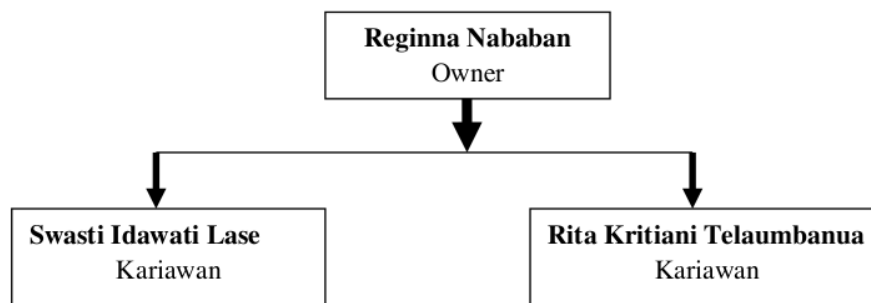 Reginna Nababan
Owner
Swasti Idawati Lase
Kariawan
Rita Kritiani Telaumbanua
Kariawan